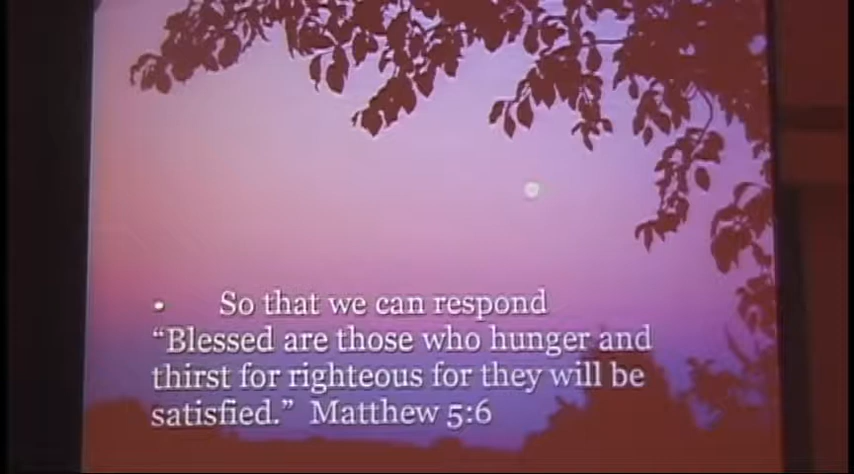 • So that we can respond
“Blessed are those who hunger and
thirst for righteous for they will be
satisfied.” Matthew 5:6